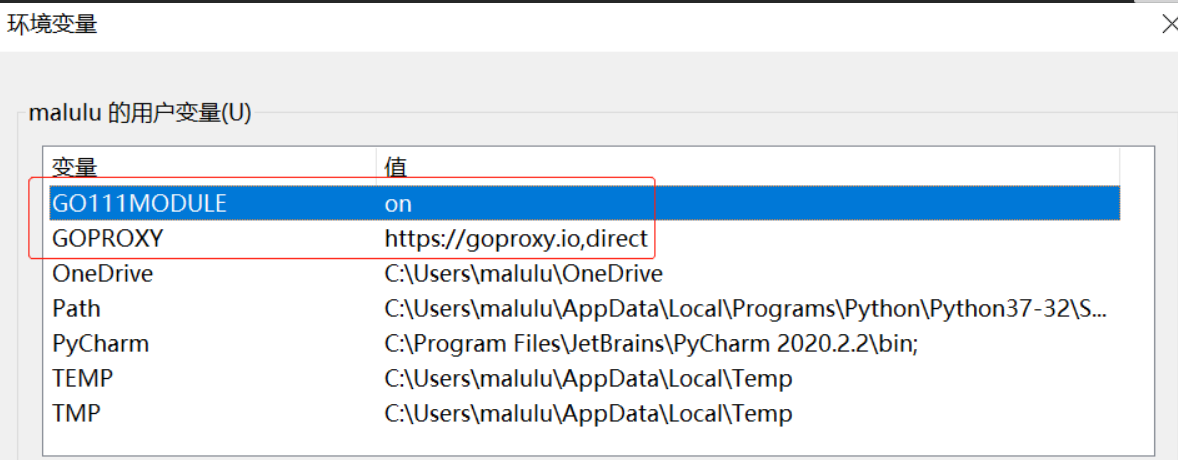 环境变量
malulu 的用户变量(U)
变量 值
GO111MODULE on
GOPROXY https://goproxy.io,direct
OneDrive C:\Users\malulu\OneDrive
Path C:\Users\malulu\AppData\Local\Programs\Python\Python37-32\S...
PyCharm C:\Program Files\JetBrains\PyCharm 2020.2.2\bin;
TEMP C:\Users\malulu\AppData\Local\Temp
TMP C:\Users\malulu\AppData\Local\Temp